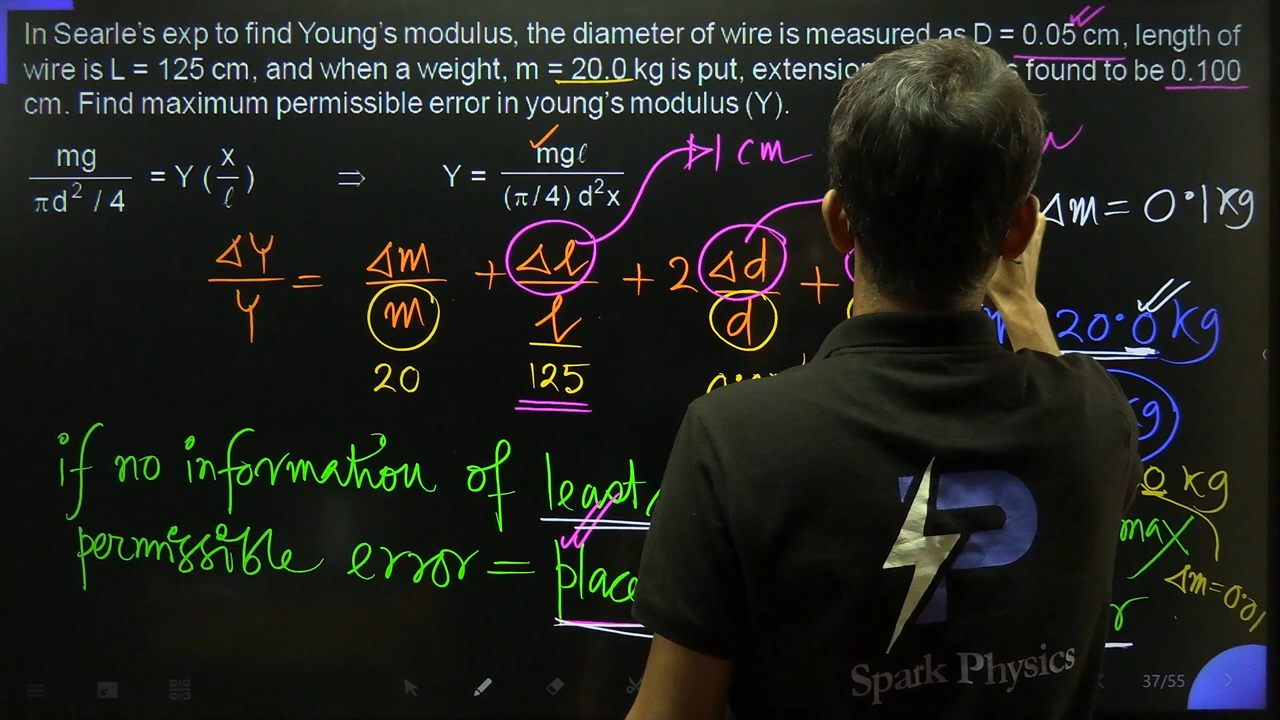 In Searle's exp to find Young's modulus, the diameter of wire is measured as D = 0.05 cm, length of
wire is L = 125 cm, and when a weight, m = 20.0 kg is put, found to be 0.100
cm. Find maximum permissible error in young's modulus (Y).
mg / πd² / 4 = Y (x/ℓ) ⇒ Y = mgℓ / (π/4) d²x
1 cm
Δm = 0.1kg
ΔY/Y = Δm/m + Δℓ/ℓ + 2 Δd/d +
20.0 kg
20 125
kg
if no information of least
0 kg
permissible error = place
max
Δm=0.01
r
Spark Physics
37/55